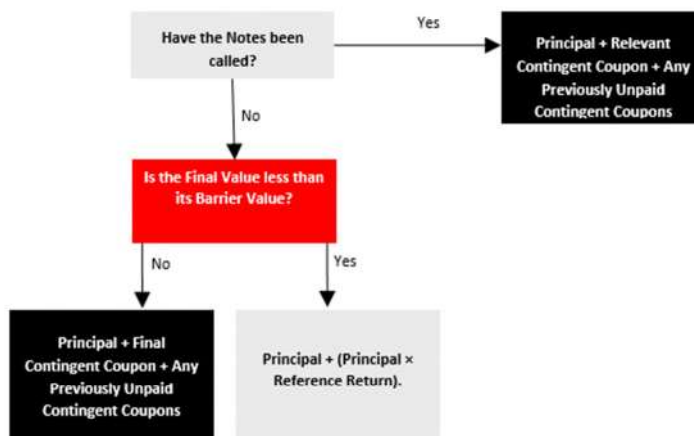 Have the Notes been
called?
Yes
Principal + Relevant
Contingent Coupon + Any
Previously Unpaid
Contingent Coupons
No
Is the Final Value less than
its Barrier Value?
No
Yes
Principal + Final
Contingent Coupon + Any
Previously Unpaid
Contingent Coupons
Principal + (Principal ×
Reference Return).